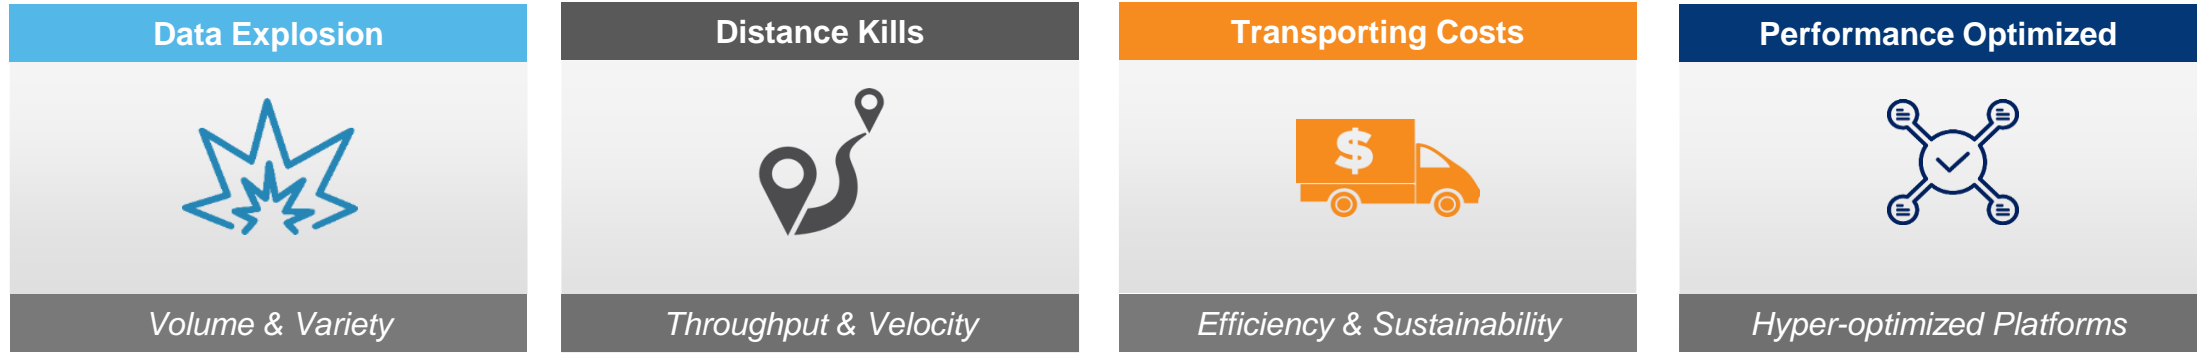 Data Explosion
Distance Kills
Transporting Costs
Performance Optimized
$
Volume & Variety
Throughput & Velocity
Efficiency & Sustainability
Hyper-optimized Platforms